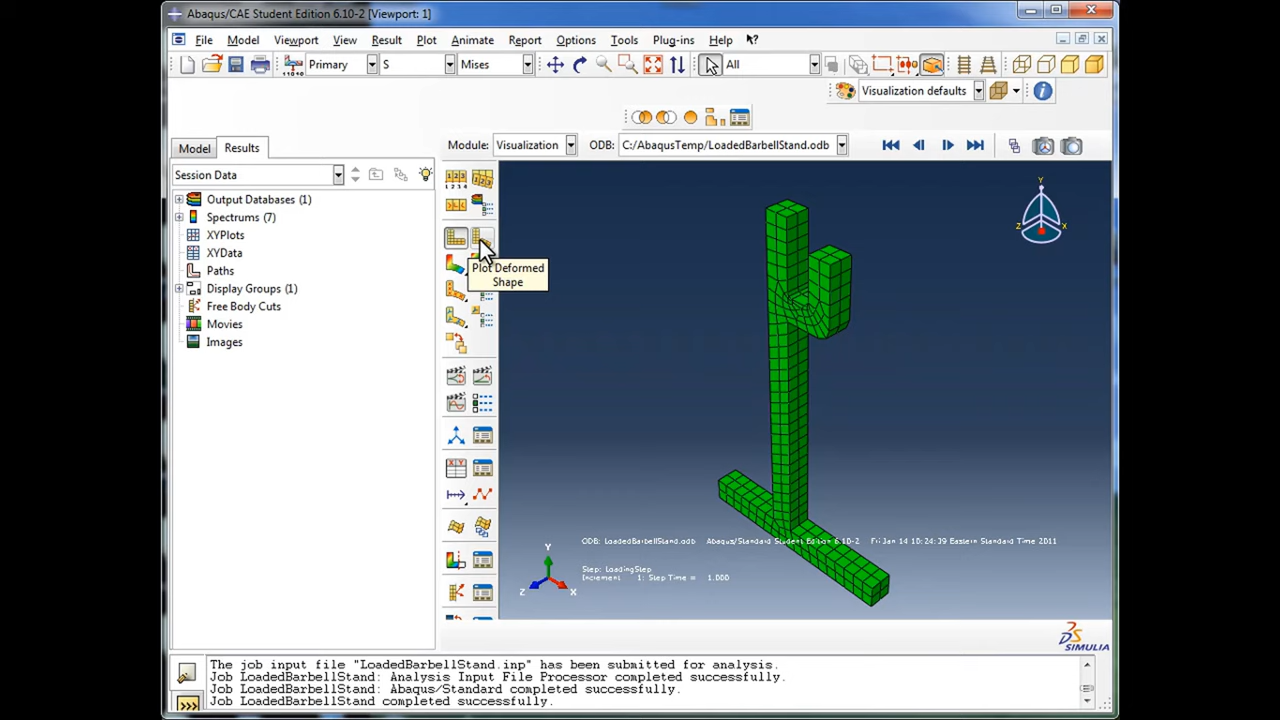 Abaqus/CAE Student Edition 6.10-2 [Viewport: 1]
File Model Viewport View Result Plot Animate Report Options Tools Plug-ins Help
Primary S Mises All
Visualization defaults
Module: Visualization ODB: C:/AbaqusTemp/LoadedBarbellStand.odb
Model Results
Session Data
Output Databases (1)
Spectrums (7)
XYPlots
XYData
Paths
Display Groups (1)
Free Body Cuts
Movies
Images
Plot Deformed
Shape
Y
Z X
ODB: LoadedBarbellStand.odb Abaqus/Standard Student Edition 6.10-2 Fri Jan 14 10:24:39 Eastern Standard Time 2011
Step: LoadingStep
Increment 1: Step Time = 1.000
Y
Z X
SIMULIA
The job input file "LoadedBarbellStand.inp" has been submitted for analysis.
Job LoadedBarbellStand: Analysis Input File Processor completed successfully.
Job LoadedBarbellStand: Abaqus/Standard completed successfully.
Job LoadedBarbellStand completed successfully.